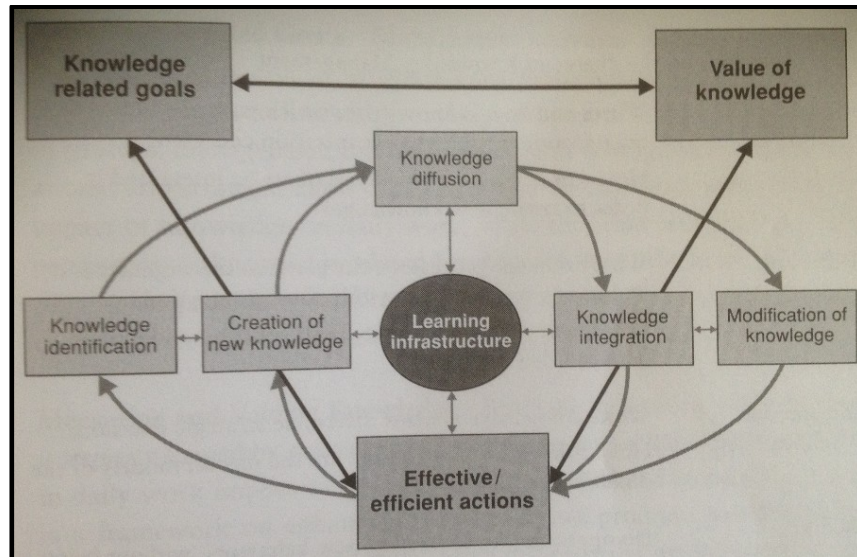 Knowledge
related goals
Value of
knowledge
Knowledge
diffusion
Knowledge
identification
Creation of
new knowledge
Learning
infrastructure
Knowledge
integration
Modification of
knowledge
Effective/
efficient actions